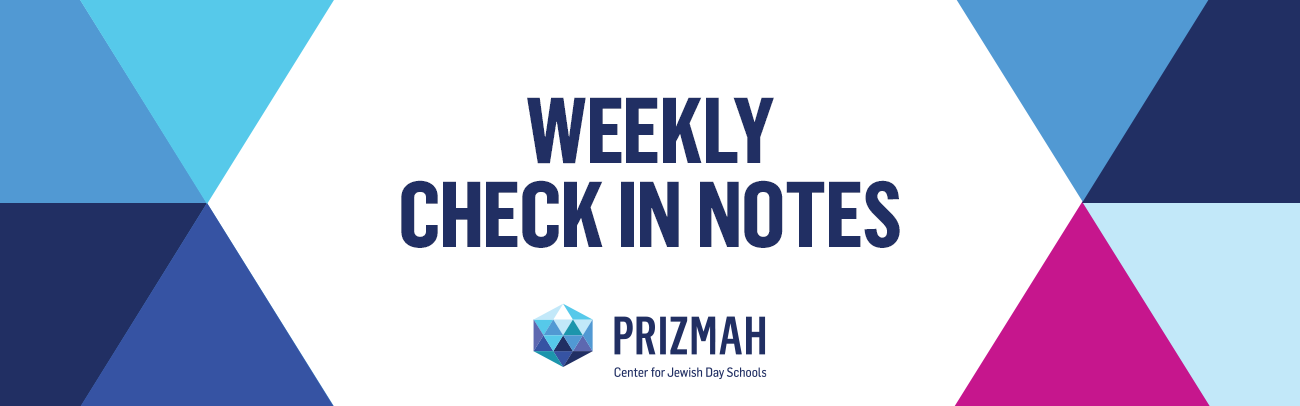 WEEKLY
CHECK IN NOTES
PRIZMAH
Center for Jewish Day Schools